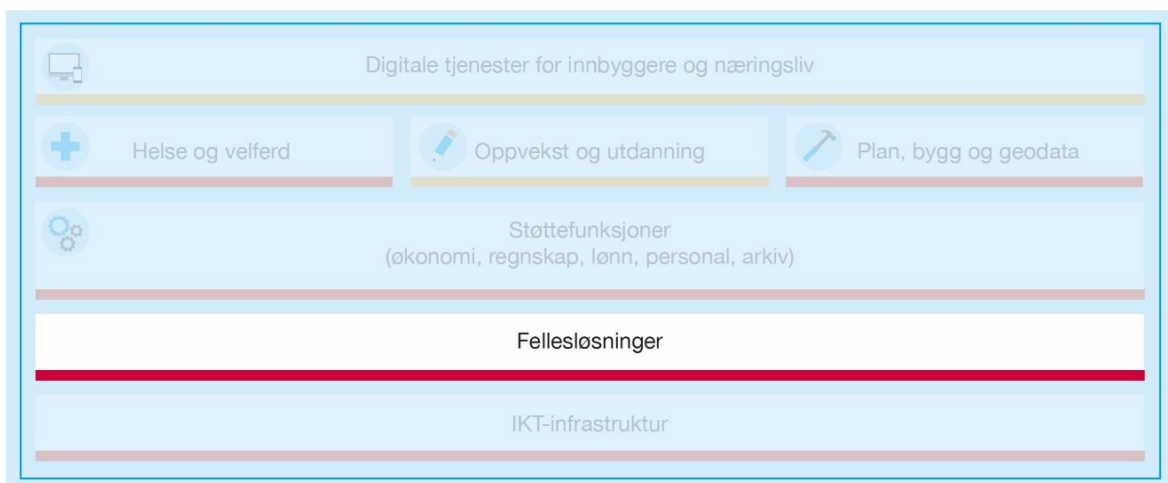 Digitale tjenester for innbyggere og næringsliv
Helse og velferd
Oppvekst og utdanning
Plan, bygg og geodata
Støttefunksjoner
(økonomi, regnskap, lønn, personal, arkiv)
Fellesløsninger
IKT-infrastruktur